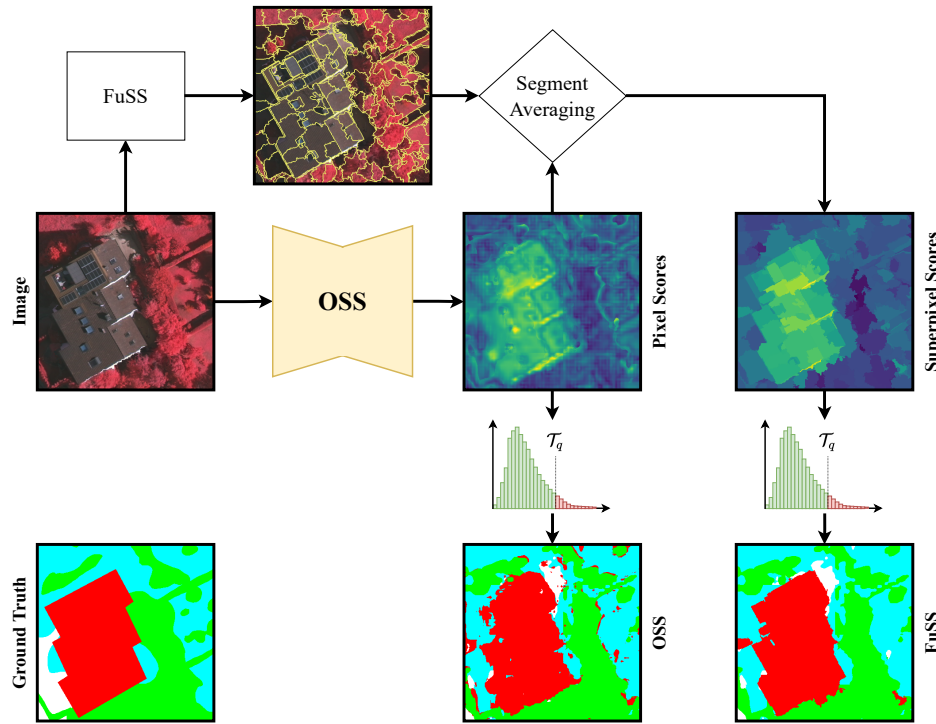 FuSS
Segment
Averaging
Image
OSS
Pixel Scores
Superpixel Scores
𝒯q
𝒯q
Ground Truth
OSS
FuSS